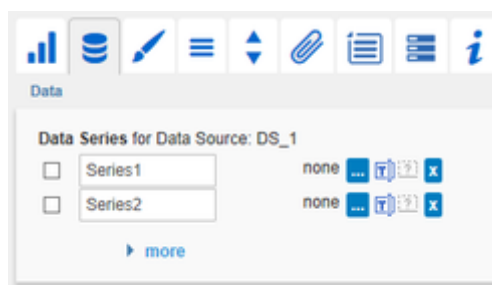 Data
Data Series for Data Source: DS_1
Series1 none ... T ? x
Series2 none ... T ? x
more